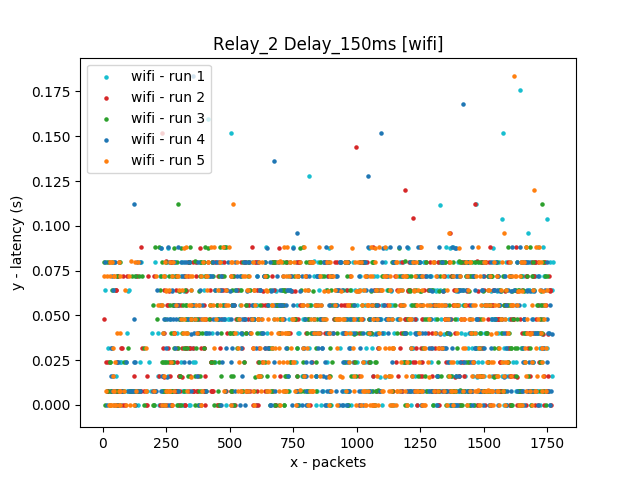 Relay_2 Delay_150ms [wifi]
y - latency (s)
0.175
0.150
0.125
0.100
0.075
0.050
0.025
0.000
wifi - run 1
wifi - run 2
wifi - run 3
wifi - run 4
wifi - run 5
0 250 500 750 1000 1250 1500 1750
x - packets